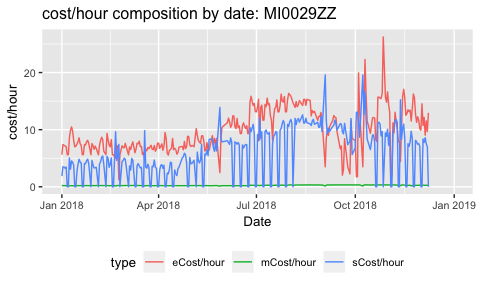 cost/hour composition by date: MI0029ZZ
cost/hour
20
10
0
Jan 2018 Apr 2018 Jul 2018 Oct 2018 Jan 2019
Date
type eCost/hour mCost/hour sCost/hour